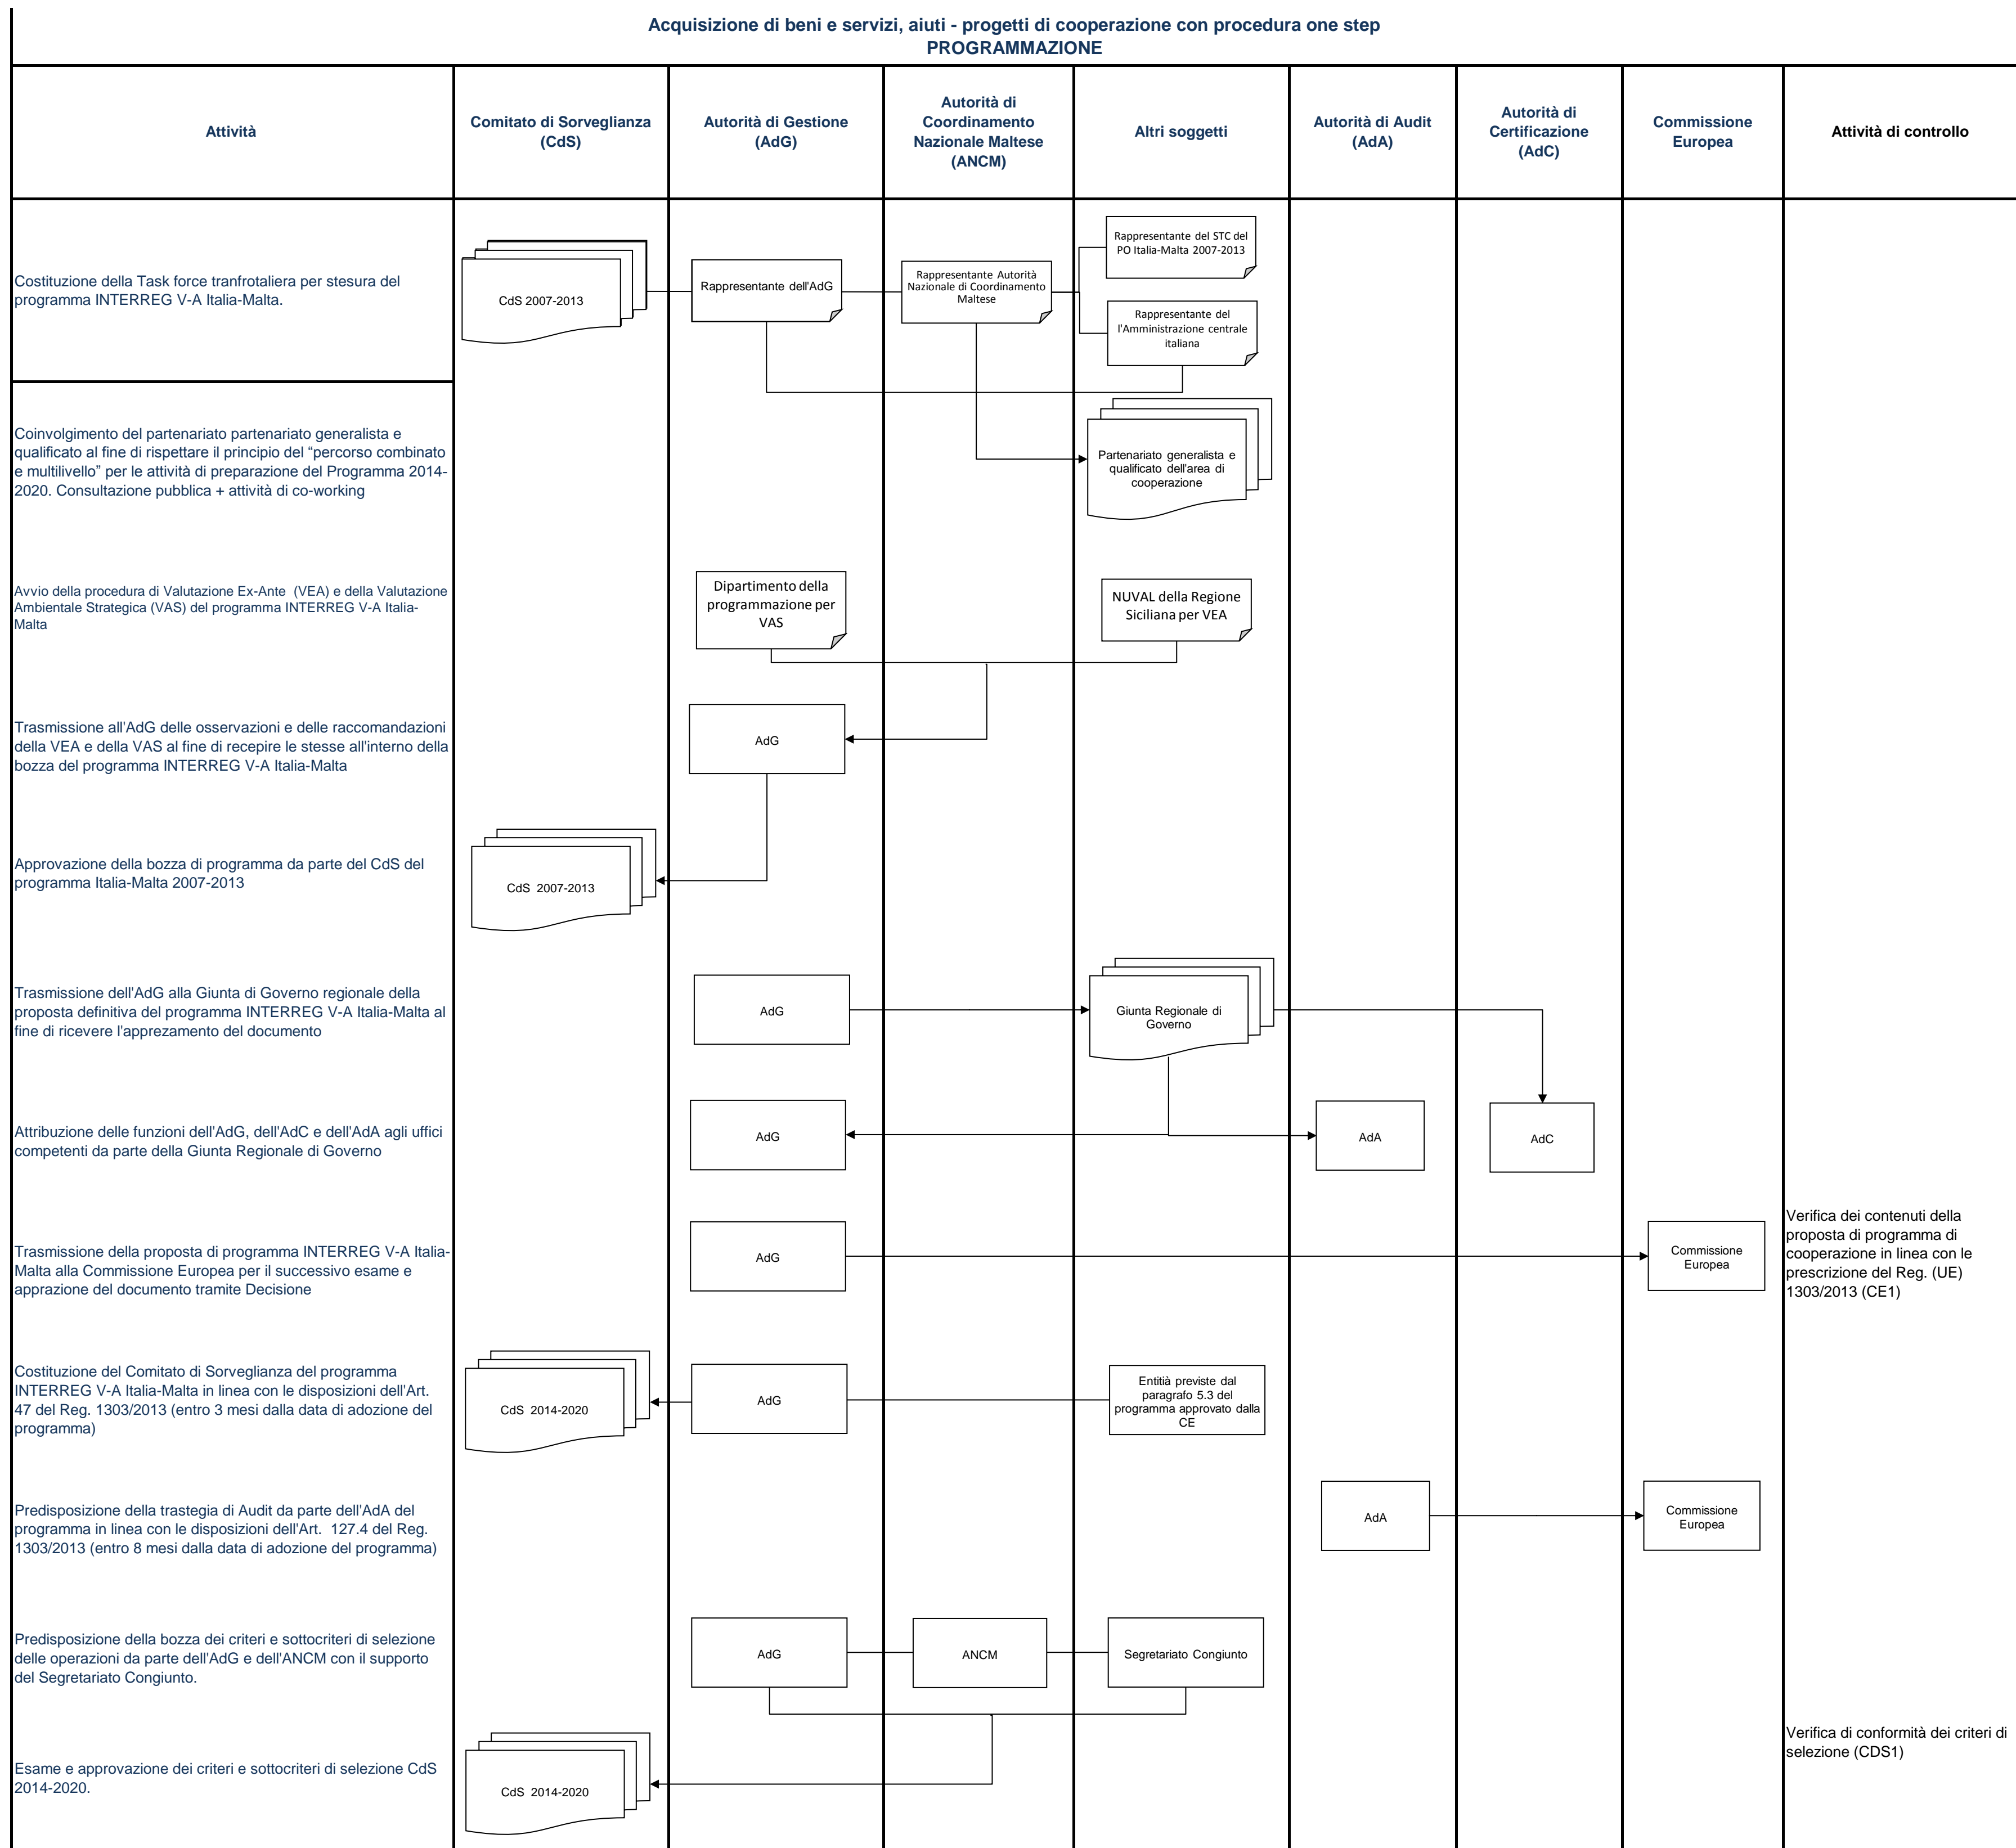 Acquisizione di beni e servizi, aiuti - progetti di cooperazione con procedura one step
PROGRAMMAZIONE
Attività
Comitato di Sorveglianza
(CdS)
Autorità di Gestione
(AdG)
Autorità di
Coordinamento
Nazionale Maltese
(ANCM)
Altri soggetti
Autorità di Audit
(AdA)
Autorità di
Certificazione
(AdC)
Commissione
Europea
Attività di controllo
Costituzione della Task force tranfrotaliera per stesura del
programma INTERREG V-A Italia-Malta.
CdS 2007-2013
Rappresentante dell'AdG
Rappresentante Autorità
Nazionale di Coordinamento
Maltese
Rappresentante del STC del
PO Italia-Malta 2007-2013
Rappresentante del
l'Amministrazione centrale
italiana
Coinvolgimento del partenariato partenariato generalista e
qualificato al fine di rispettare il principio del "percorso combinato
e multilivello" per le attività di preparazione del Programma 2014-
2020. Consultazione pubblica + attività di co-working
Partenariato generalista e
qualificato dell'area di
cooperazione
Avvio della procedura di Valutazione Ex-Ante (VEA) e della Valutazione
Ambientale Strategica (VAS) del programma INTERREG V-A Italia-
Malta
Dipartimento della
programmazione per
VAS
NUVAL della Regione
Siciliana per VEA
Trasmissione all'AdG delle osservazioni e delle raccomandazioni
della VEA e della VAS al fine di recepire le stesse all'interno della
bozza del programma INTERREG V-A Italia-Malta
AdG
Approvazione della bozza di programma da parte del CdS del
programma Italia-Malta 2007-2013
CdS 2007-2013
Trasmissione dell'AdG alla Giunta di Governo regionale della
proposta definitiva del programma INTERREG V-A Italia-Malta al
fine di ricevere l'apprezamento del documento
AdG
Giunta Regionale di
Governo
Attribuzione delle funzioni dell'AdG, dell'AdC e dell'AdA agli uffici
competenti da parte della Giunta Regionale di Governo
AdG
AdA
AdC
Trasmissione della proposta di programma INTERREG V-A Italia-
Malta alla Commissione Europea per il successivo esame e
apprazione del documento tramite Decisione
AdG
Commissione
Europea
Verifica dei contenuti della
proposta di programma di
cooperazione in linea con le
prescrizione del Reg. (UE)
1303/2013 (CE1)
Costituzione del Comitato di Sorveglianza del programma
INTERREG V-A Italia-Malta in linea con le disposizioni dell'Art.
47 del Reg. 1303/2013 (entro 3 mesi dalla data di adozione del
programma)
CdS 2014-2020
AdG
Entitià previste dal
paragrafo 5.3 del
programma approvato dalla
CE
Predisposizione della trastegia di Audit da parte dell'AdA del
programma in linea con le disposizioni dell'Art. 127.4 del Reg.
1303/2013 (entro 8 mesi dalla data di adozione del programma)
AdA
Commissione
Europea
Predisposizione della bozza dei criteri e sottocriteri di selezione
delle operazioni da parte dell'AdG e dell'ANCM con il supporto
del Segretariato Congiunto.
AdG
ANCM
Segretariato Congiunto
Esame e approvazione dei criteri e sottocriteri di selezione CdS
2014-2020.
CdS 2014-2020
Verifica di conformità dei criteri di
selezione (CDS1)